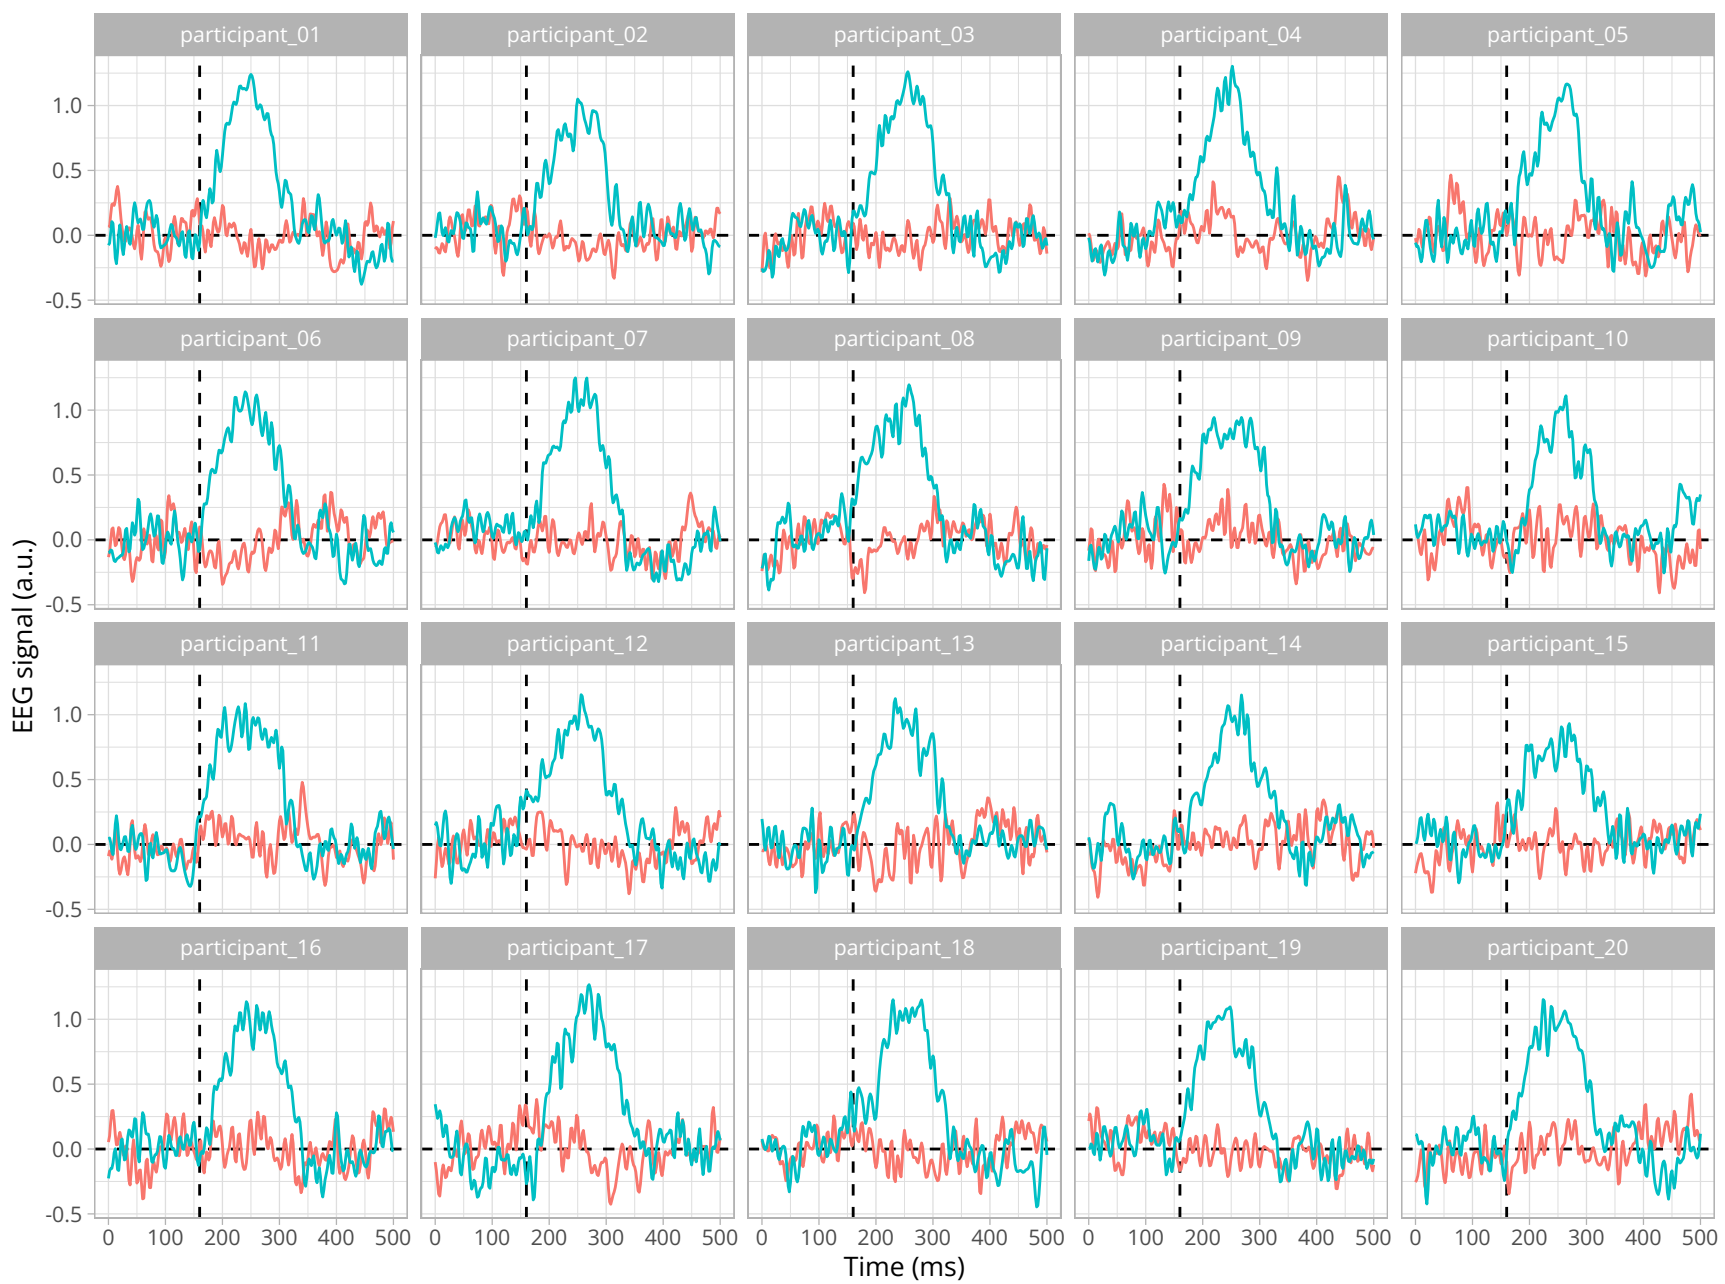 participant_01 participant_02 participant_03 participant_04 participant_05
1.0
0.5
0.0
-0.5
participant_06 participant_07 participant_08 participant_09 participant_10
1.0
0.5
0.0
-0.5
EEG signal (a.u.)
participant_11 participant_12 participant_13 participant_14 participant_15
1.0
0.5
0.0
-0.5
participant_16 participant_17 participant_18 participant_19 participant_20
1.0
0.5
0.0
-0.5
0 100 200 300 400 500 0 100 200 300 400 500 0 100 200 300 400 500 0 100 200 300 400 500 0 100 200 300 400 500
Time (ms)